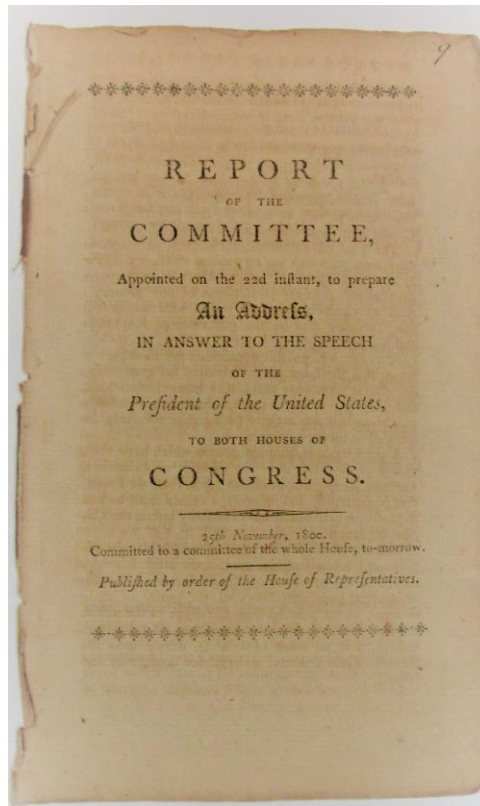 9
REPORT
OF THE
COMMITTEE,
Appointed on the 22d inſtant, to prepare
An Addreſs,
IN ANSWER TO THE SPEECH
OF THE
Preſident of the United States,
TO BOTH HOUSES OF
CONGRESS.
25th November, 1800.
Committed to a committee of the whole Houſe, to-morrow.
Publiſhed by order of the Houſe of Repreſentatives.